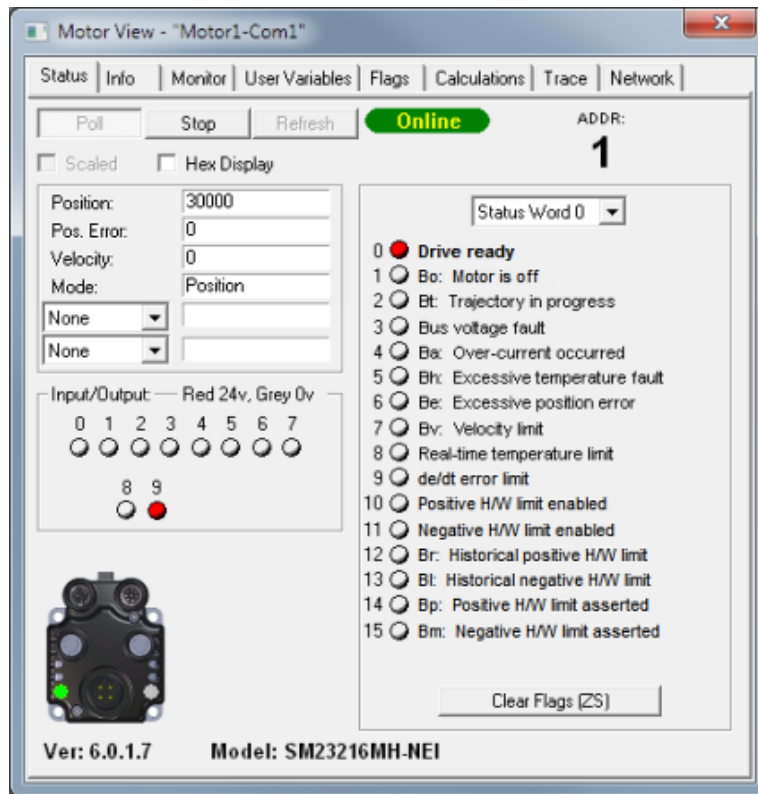 Motor View - "Motor1-Com1"
Status Info Monitor User Variables Flags Calculations Trace Network
Poll Stop Refresh Online ADDR:
1
Scaled Hex Display
Position: 30000
Pos. Error: 0
Velocity: 0
Mode: Position
None
None
Input/Output: Red 24v, Grey 0v
0 1 2 3 4 5 6 7
8 9
Status Word 0
0 Drive ready
1 Bo: Motor is off
2 Bt: Trajectory in progress
3 Bus voltage fault
4 Ba: Over-current occurred
5 Bh: Excessive temperature fault
6 Be: Excessive position error
7 Bv: Velocity limit
8 Real-time temperature limit
9 de/dt error limit
10 Positive H/W limit enabled
11 Negative H/W limit enabled
12 Br: Historical positive H/W limit
13 Bl: Historical negative H/W limit
14 Bp: Positive H/W limit asserted
15 Bm: Negative H/W limit asserted
Clear Flags (ZS)
Ver: 6.0.1.7 Model: SM23216MH-NEI